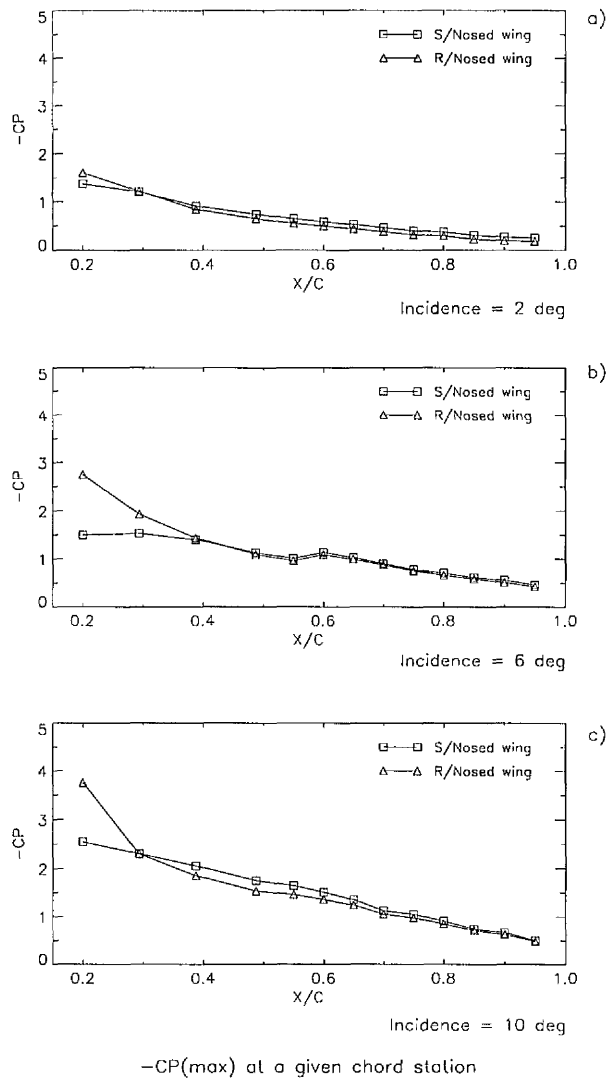 a)
5
S/Nosed wing
4
R/Nosed wing
3
-CP
2
1
0
0.2 0.4 0.6 0.8 1.0
X/C
Incidence = 2 deg
b)
5
S/Nosed wing
4
R/Nosed wing
3
-CP
2
1
0
0.2 0.4 0.6 0.8 1.0
X/C
Incidence = 6 deg
c)
5
S/Nosed wing
4
R/Nosed wing
3
-CP
2
1
0
0.2 0.4 0.6 0.8 1.0
X/C
Incidence = 10 deg
-CP(max) at a given chord station